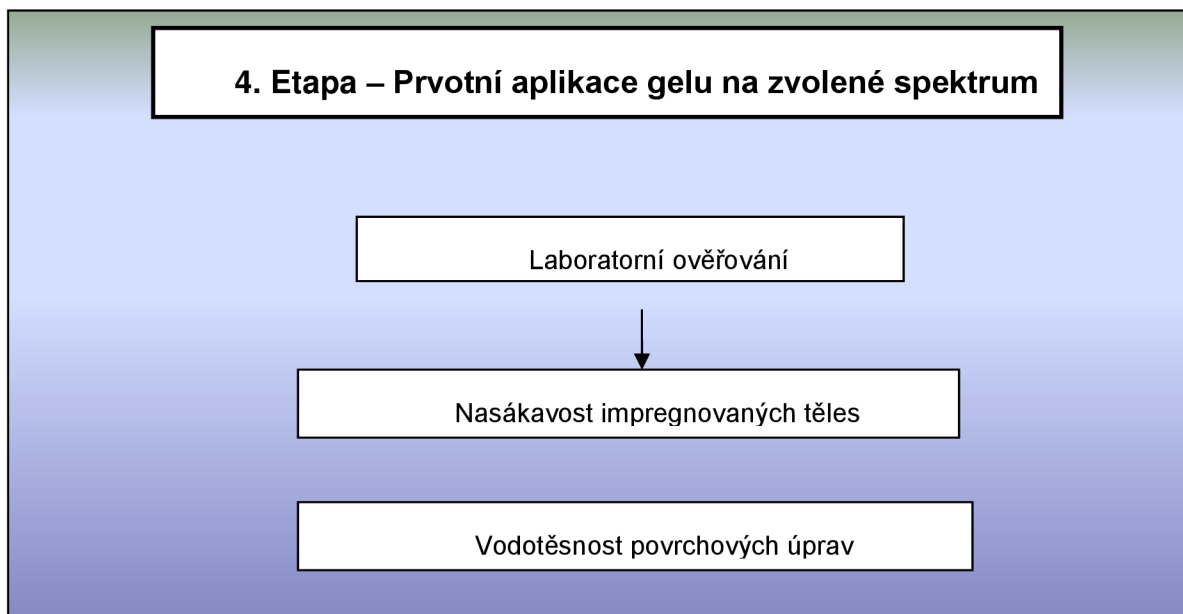 4. Etapa – Prvotní aplikace gelu na zvolené spektrum
Laboratorní ověřování
Nasákavost impregnovaných těles
Vodotěsnost povrchových úprav